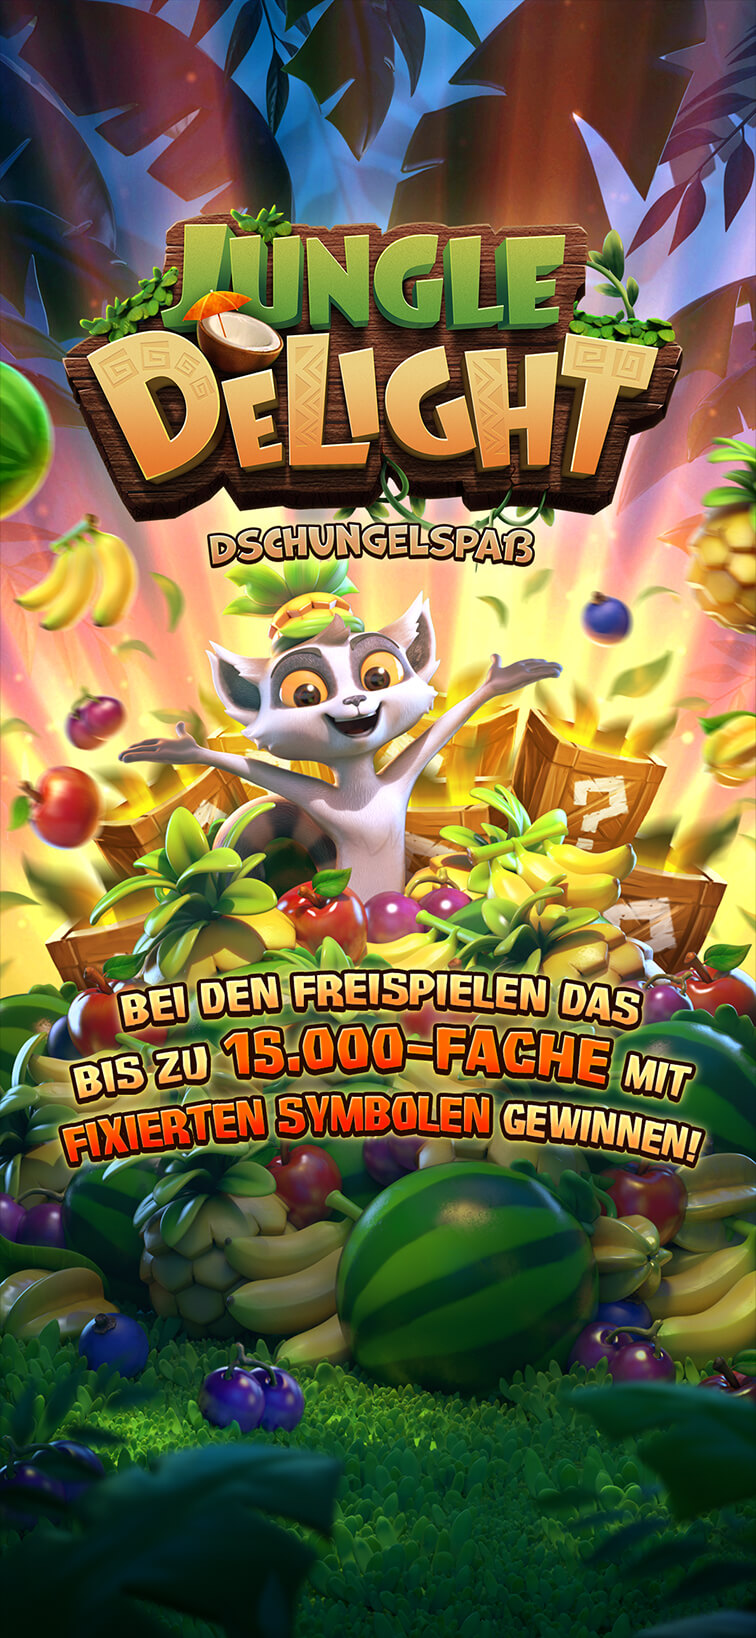 JUNGLE
DELIGHT
DSCHUNGELSPAß
BEI DEN FREISPIELEN DAS
BIS ZU 15.000-FACHE MIT
FIXIERTEN SYMBOLEN GEWINNEN!
?
?